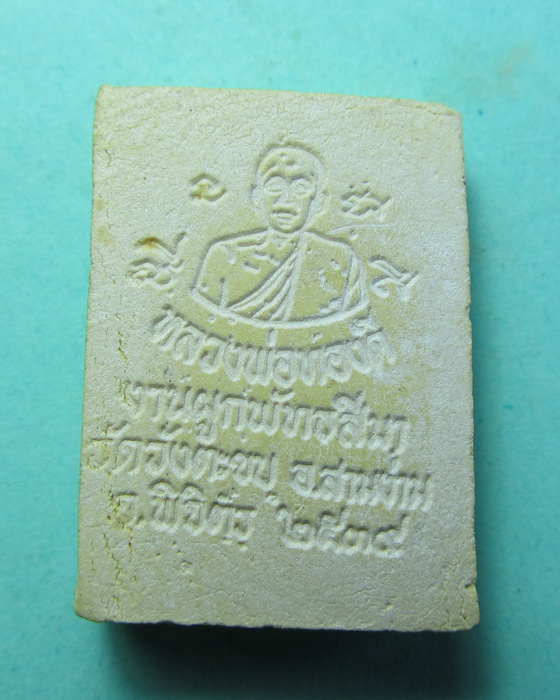 หลวงพ่อทองดี
งานผูกพัทธสีมา
วัดวังตะขบ อ.สามง่าม
จ.พิจิตร ๒๕๓๙